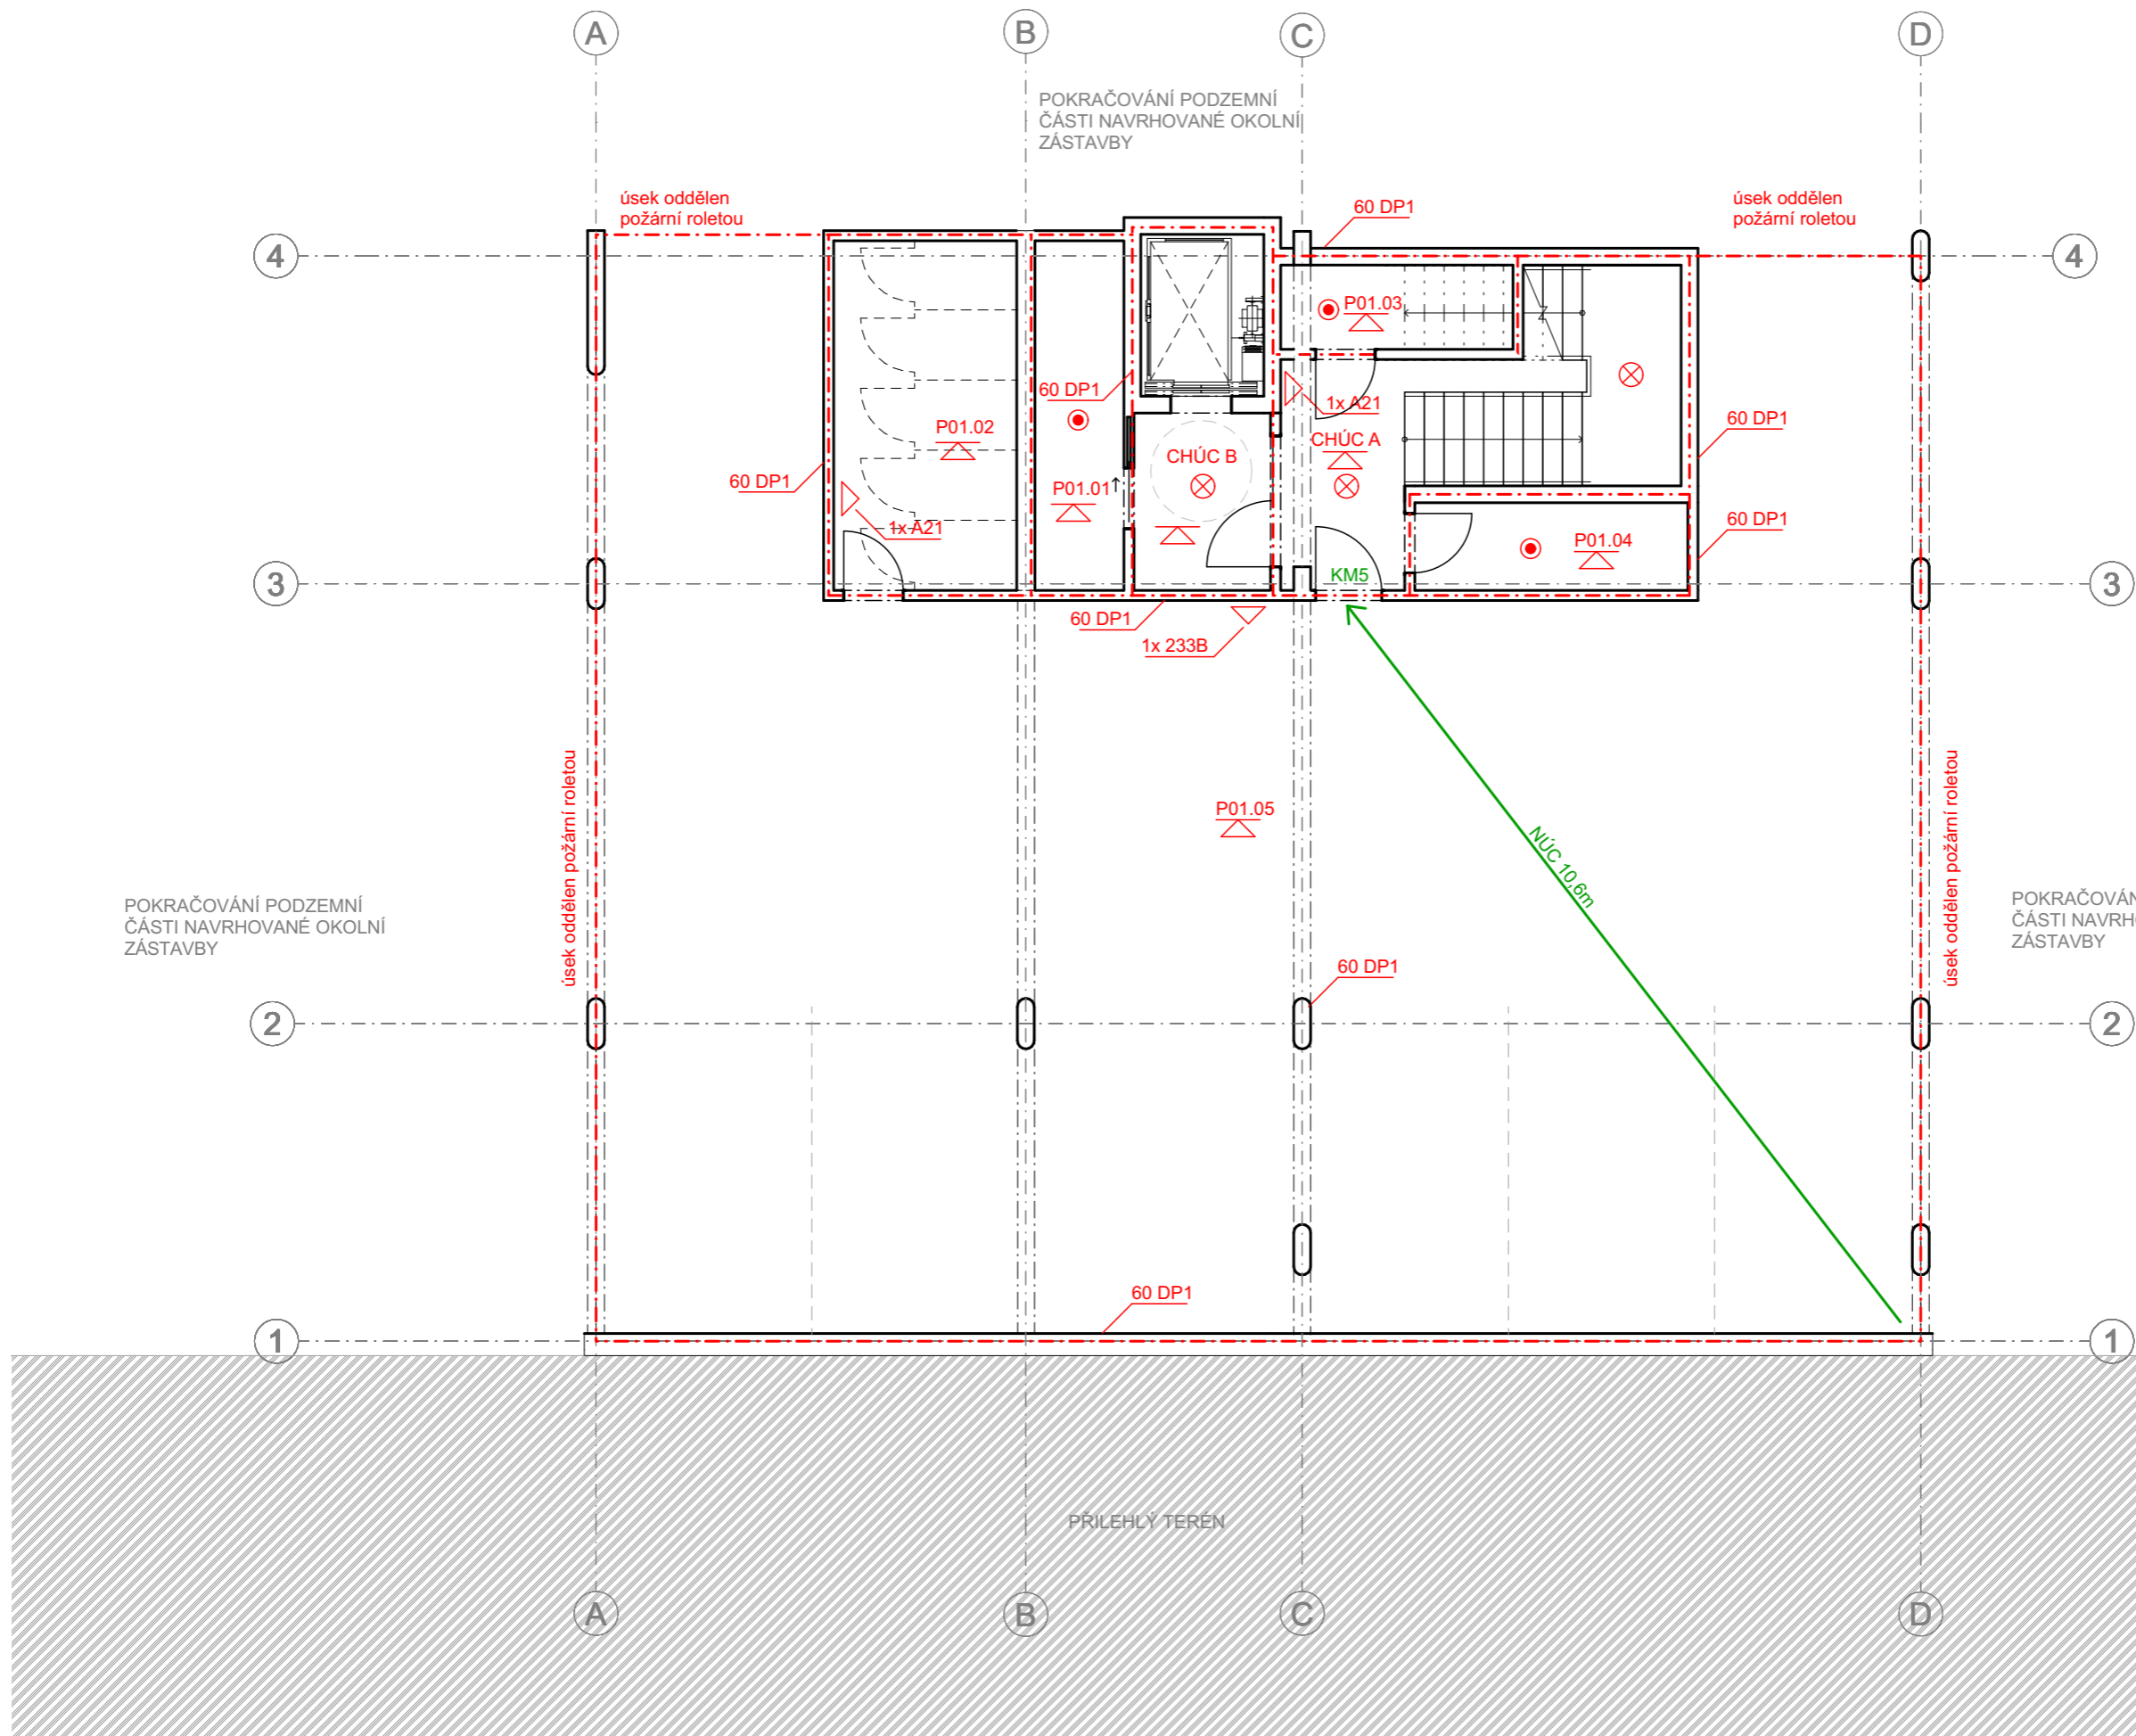 A
B
C
D
POKRAČOVÁNÍ PODZEMNÍ
ČÁSTI NAVRHOVANÉ OKOLNÍ
ZÁSTAVBY
úsek oddělen
požární roletou
60 DP1
úsek oddělen
požární roletou
4
4
P01.03
60 DP1
1x A21
P01.02
CHÚC A
60 DP1
CHÚC B
60 DP1
P01.01
1x A21
60 DP1
P01.04
3
KM5
3
60 DP1
1x 233B
úsek oddělen požární roletou
P01.05
úsek oddělen požární roletou
NÚC 10,6m
POKRAČOVÁNÍ PODZEMNÍ
ČÁSTI NAVRHOVANÉ OKOLNÍ
ZÁSTAVBY
ZÁSTAVBY
60 DP1
2
2
60 DP1
1
1
PŘILEHLÝ TERÉN
A
B
C
D